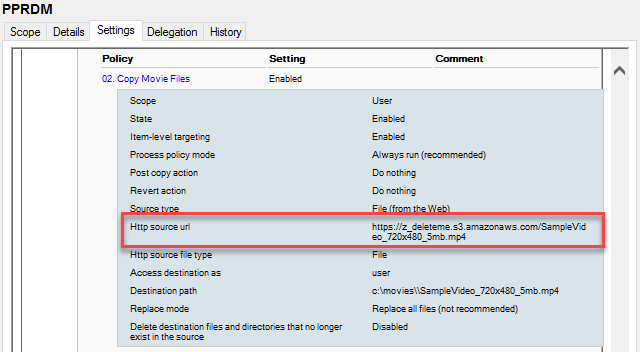 PPRDM
Scope Details Settings Delegation History
Policy Setting Comment
02. Copy Movie Files Enabled
Scope User
State Enabled
Item-level targeting Enabled
Process policy mode Always run (recommended)
Post copy action Do nothing
Revert action Do nothing
Source type File (from the Web)
Http source url https://z_deleteme.s3.amazonaws.com/SampleVid
eo_720x480_5mb.mp4
Http source file type File
Access destination as user
Destination path c:\movies\\SampleVideo_720x480_5mb.mp4
Replace mode Replace all files (not recommended)
Delete destination files and directories that no longer Disabled
exist in the source